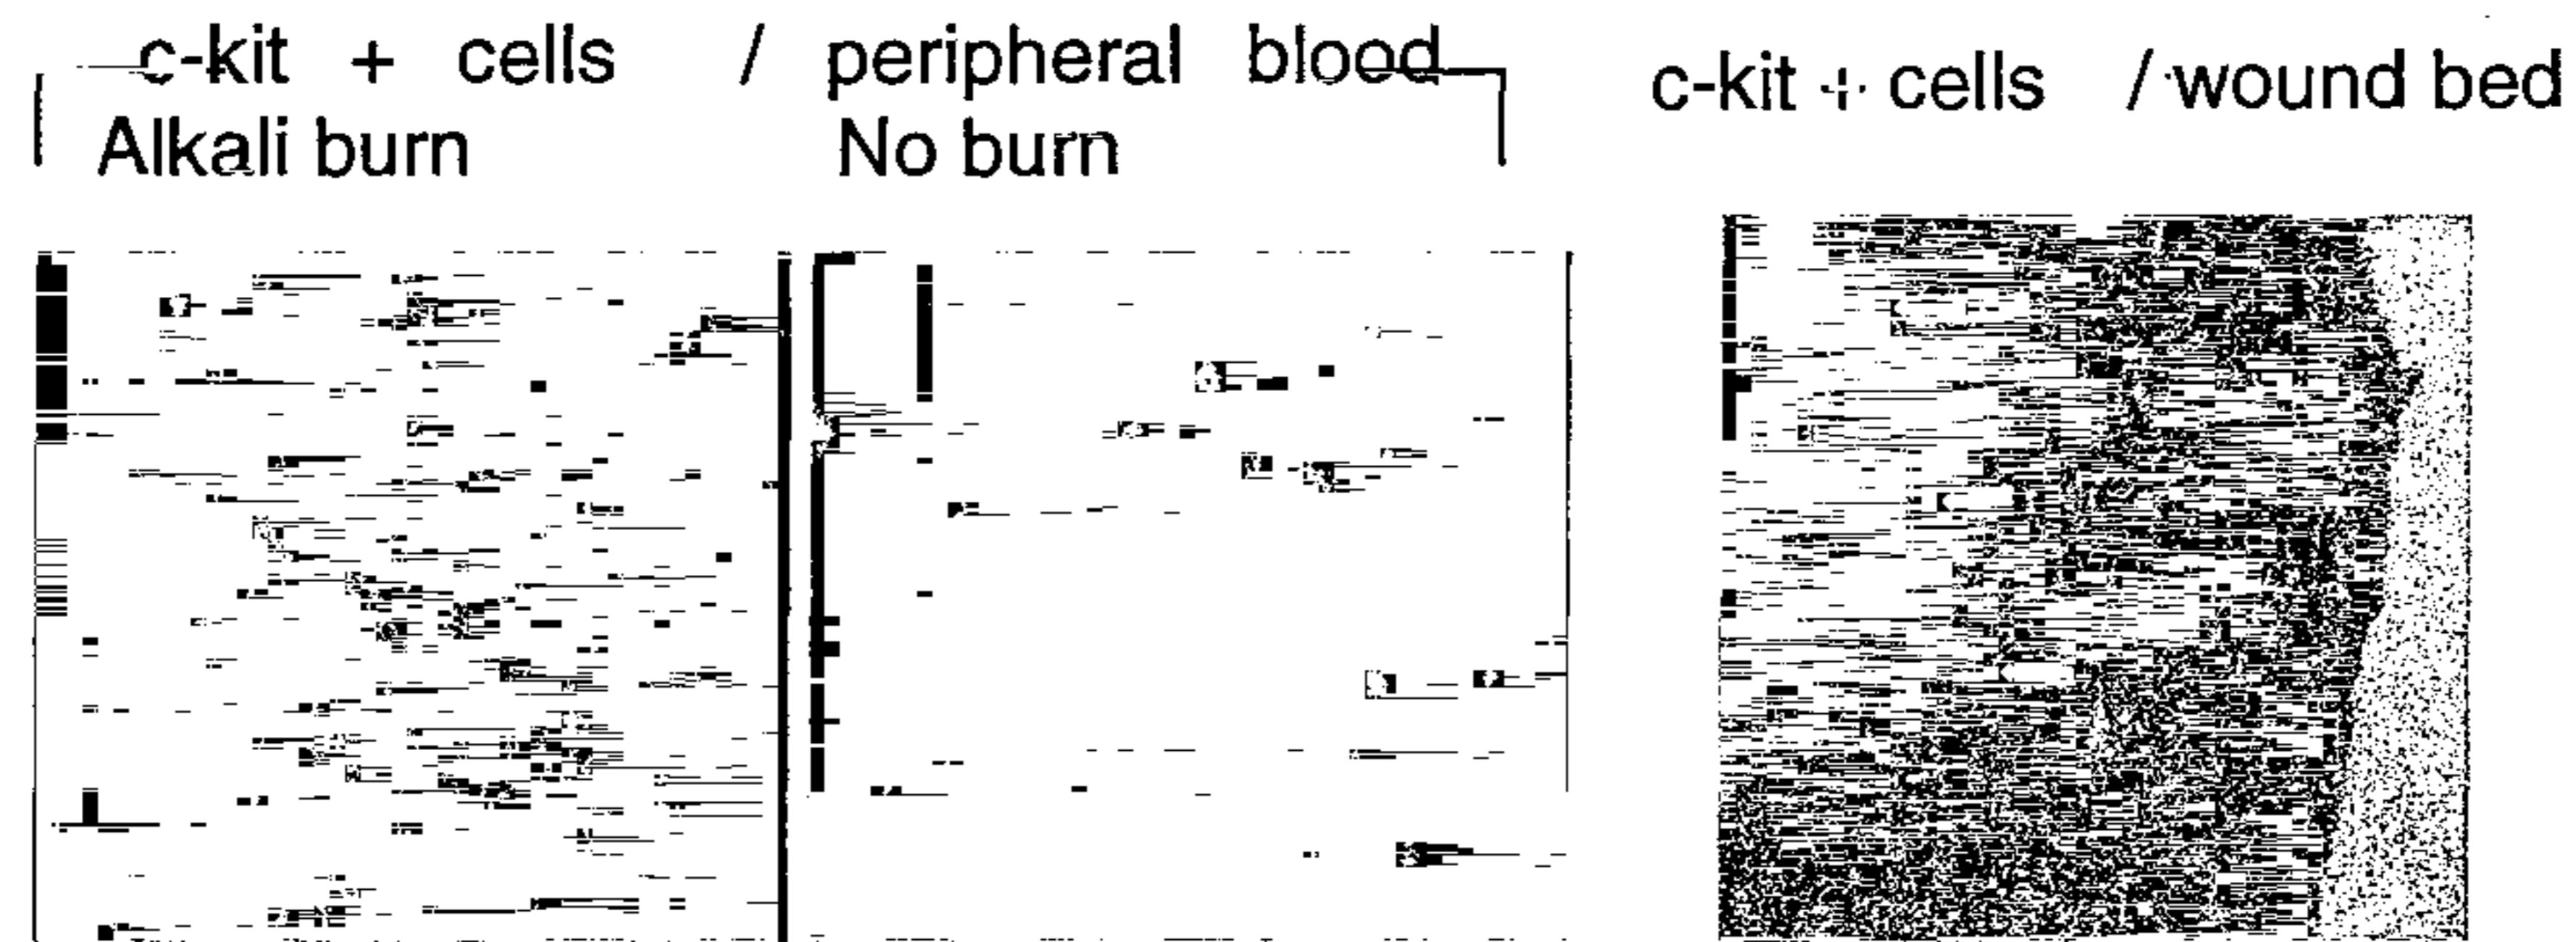 c-kit + cells / peripheral blood
Alkali burn No burn
c-kit + cells / wound bed